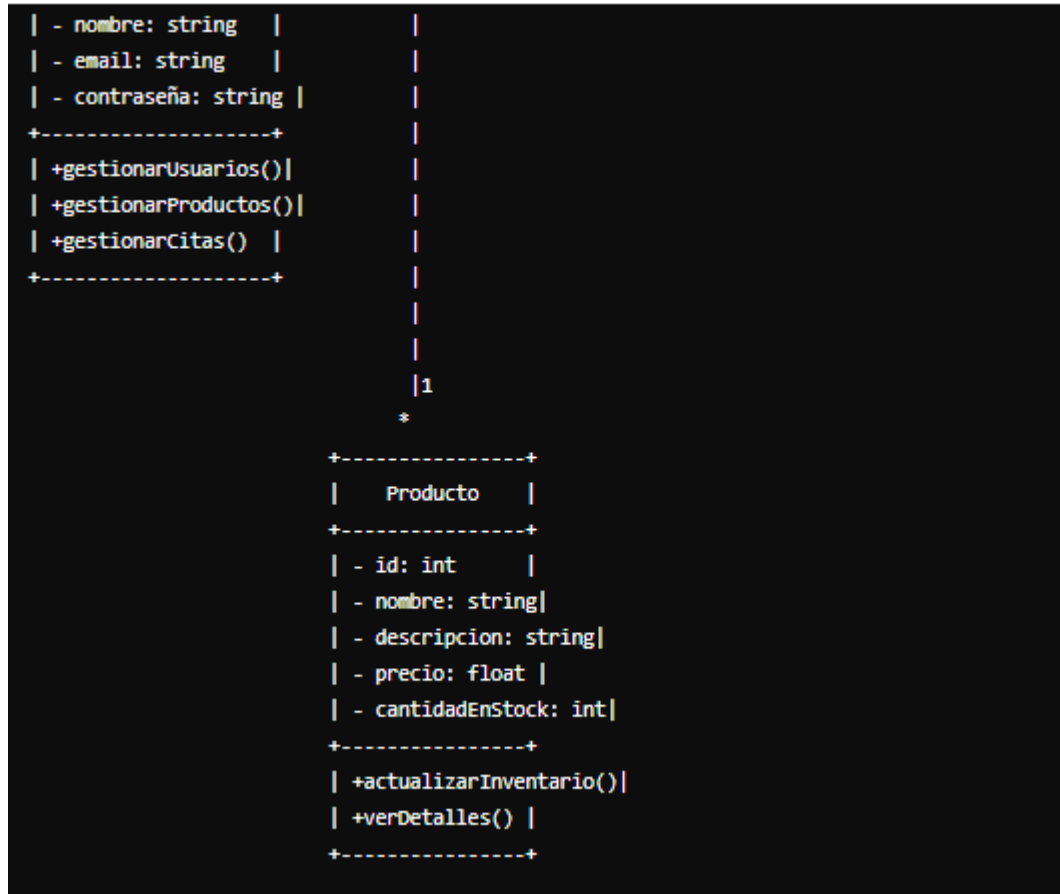 | - nombre: string   |          |
| - email: string    |          |
| - contraseña: string |        |
+--------------------+          |
| +gestionarUsuarios()|         |
| +gestionarProductos()|        |
| +gestionarCitas()  |          |
+--------------------+          |
                                |
                                |
                                |1
                               *
                         +----------------+
                         |    Producto    |
                         +----------------+
                         | - id: int      |
                         | - nombre: string|
                         | - descripcion: string|
                         | - precio: float |
                         | - cantidadEnStock: int|
                         +----------------+
                         | +actualizarInventario()|
                         | +verDetalles() |
                         +----------------+